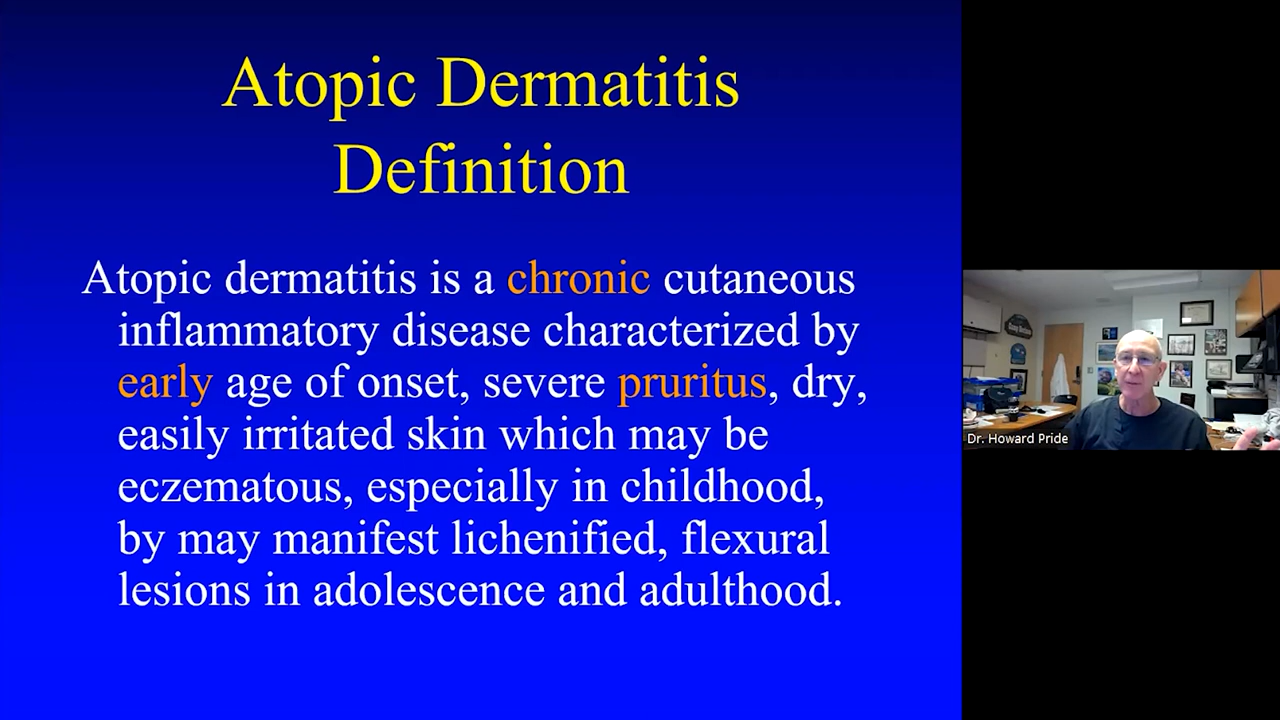 Atopic Dermatitis
Definition
Atopic dermatitis is a chronic cutaneous
inflammatory disease characterized by
early age of onset, severe pruritus, dry,
easily irritated skin which may be
eczematous, especially in childhood,
by may manifest lichenified, flexural
lesions in adolescence and adulthood.
Dr. Howard Pride